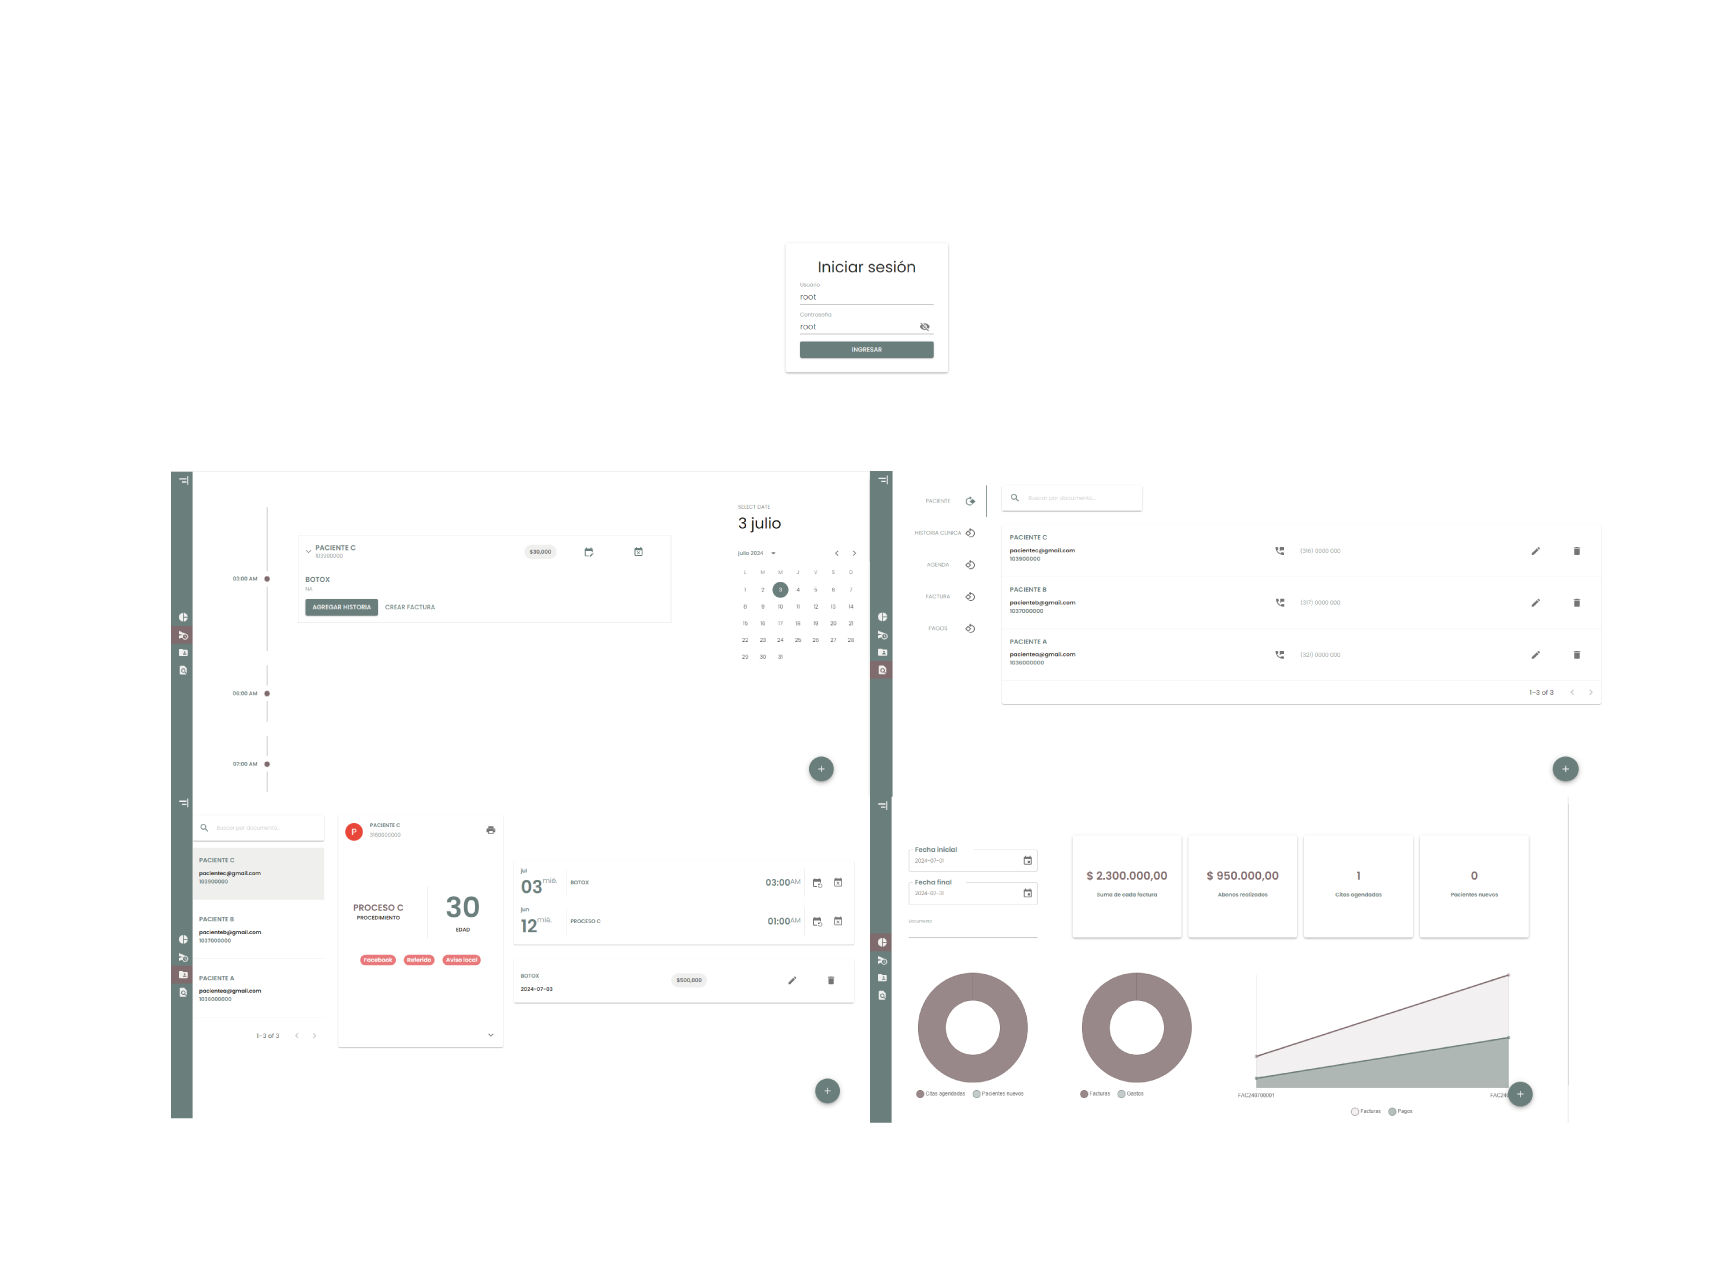 Iniciar sesión
Usuario
root
Contraseña
root
INGRESAR
SELECT DATE
3 julio
julio 2024
L M M J V S D
1 2 3 4 5 6 7
8 9 10 11 12 13 14
15 16 17 18 19 20 21
22 23 24 25 26 27 28
29 30 31
PACIENTE C
103900000
$30,000
BOTOX
NA
AGREGAR HISTORIA
CREAR FACTURA
03:00 AM
06:00 AM
07:00 AM
+
PACIENTE
HISTORIA CLINICA
AGENDA
FACTURA
PAGOS
Buscar por documento...
PACIENTE C
pacientec@gmail.com
103900000
(316) 0000 000
PACIENTE B
pacienteb@gmail.com
1037000000
(317) 0000 000
PACIENTE A
pacientea@gmail.com
1036000000
(321) 0000 000
1-3 of 3
+
Buscar por documento...
PACIENTE C
pacientec@gmail.com
103900000
PACIENTE B
pacienteb@gmail.com
1037000000
PACIENTE A
pacientea@gmail.com
1036000000
1-3 of 3
P
PACIENTE C
3160000000
PROCESO C
PROCEDIMIENTO
30
EDAD
Facebook
Referido
Aviso local
jul
03 mié.
BOTOX
03:00AM
jun
12 mié.
PROCESO C
01:00AM
BOTOX
2024-07-03
$500,000
+
Fecha inicial
2024-07-01
Fecha final
2024-07-31
Documento
$ 2.300.000,00
Suma de cada factura
$ 950.000,00
Abonos realizados
1
Citas agendadas
0
Pacientes nuevos
Citas agendadas
Pacientes nuevos
Facturas
Gastos
FAC240700001
FAC24
Facturas
Pagos
+